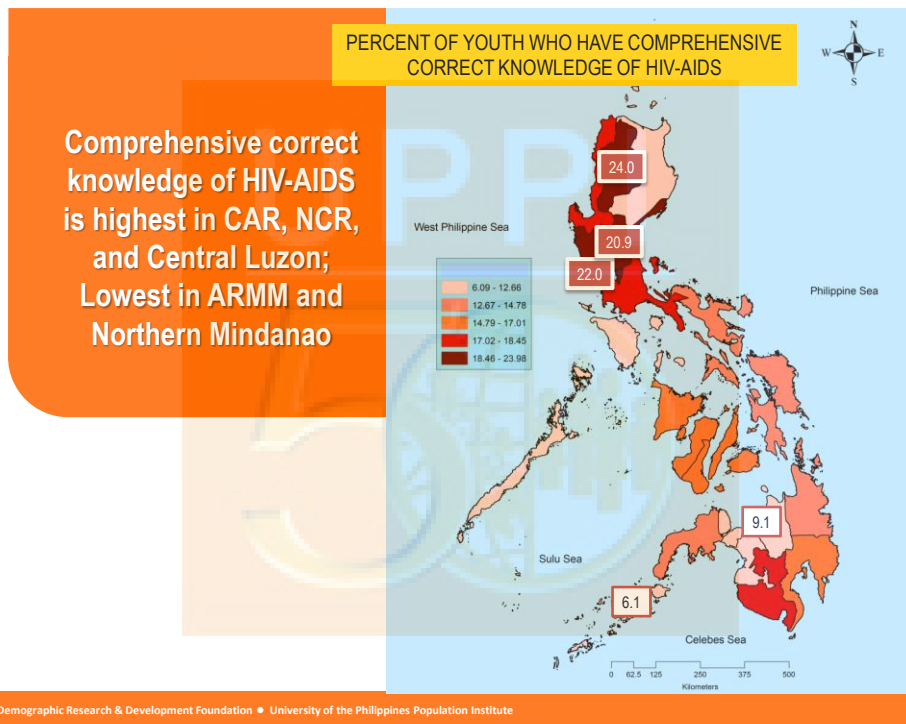 PERCENT OF YOUTH WHO HAVE COMPREHENSIVE
CORRECT KNOWLEDGE OF HIV-AIDS
N
W
E
S
Comprehensive correct
knowledge of HIV-AIDS
is highest in CAR, NCR,
and Central Luzon;
Lowest in ARMM and
Northern Mindanao
UPPI
50
24.0
West Philippine Sea
20.9
22.0
6.09 - 12.66
12.67 - 14.78
14.79 - 17.01
17.02 - 18.45
18.46 - 23.98
Philippine Sea
9.1
Sulu Sea
6.1
Celebes Sea
0 62.5 125 250 375 500
Kilometers
Demographic Research & Development Foundation ● University of the Philippines Population Institute